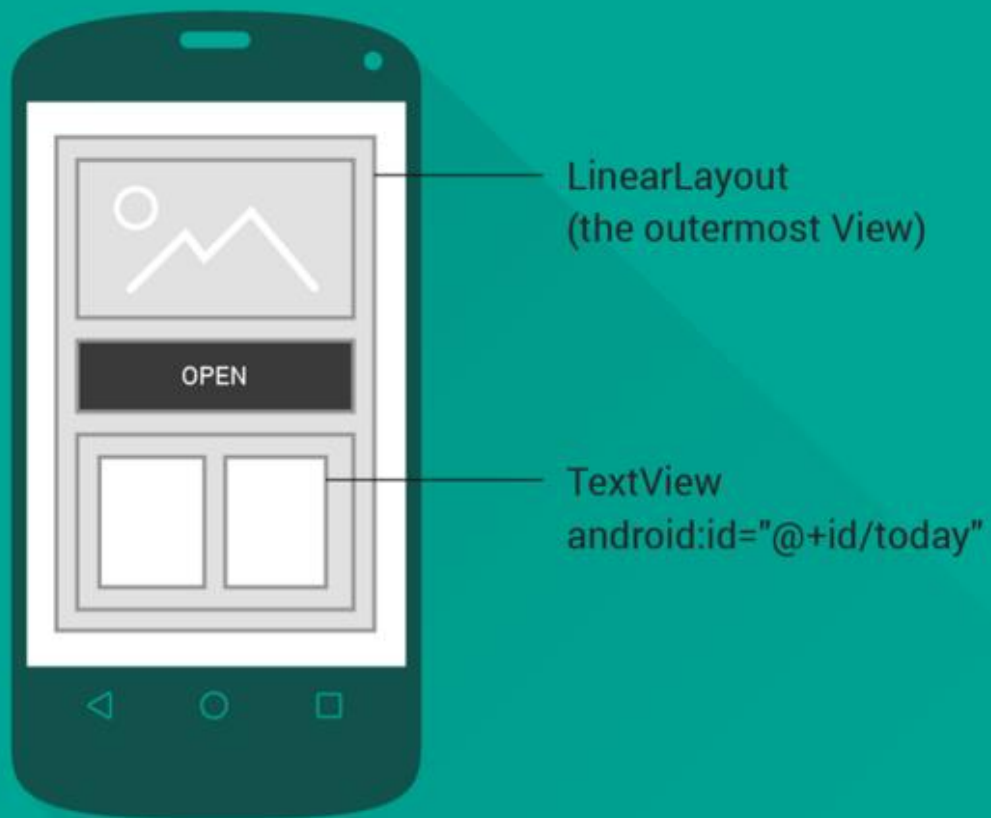 LinearLayout
(the outermost View)
OPEN
TextView
android:id="@+id/today"